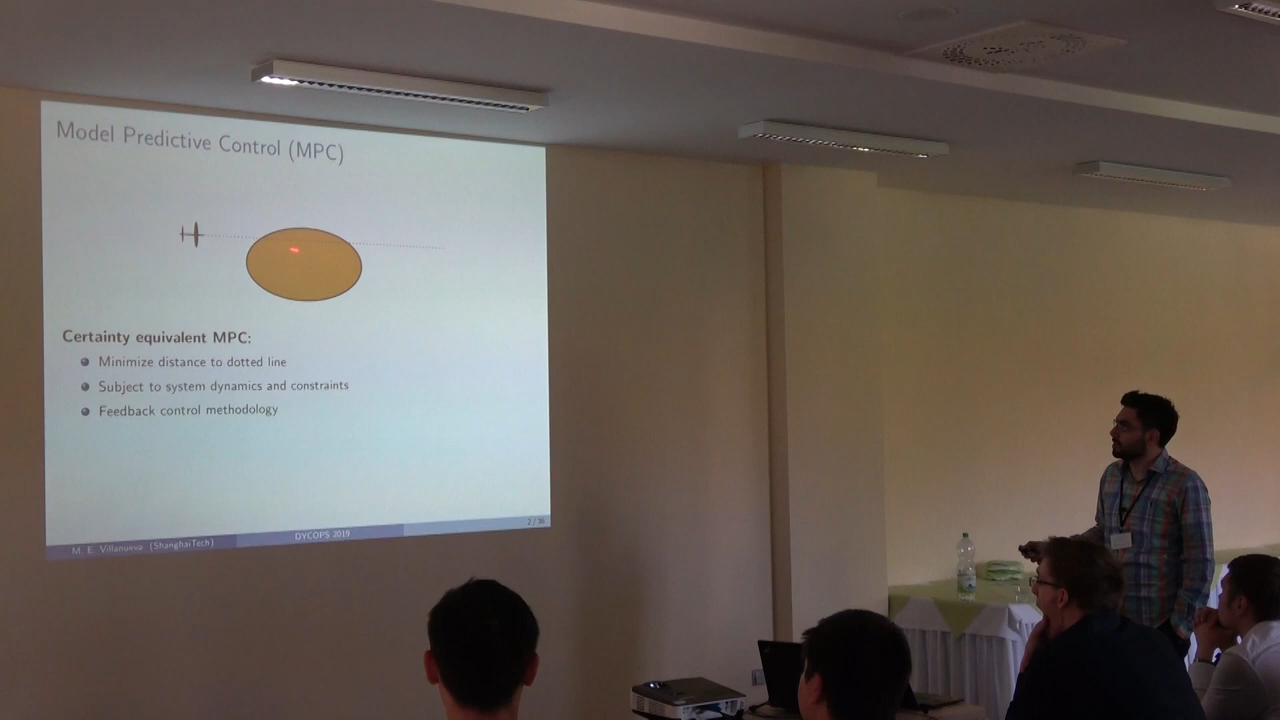 Model Predictive Control (MPC)
Certainty equivalent MPC:
Minimize distance to dotted line
Subject to system dynamics and constraints
Feedback control methodology
M. E. Villanueva (ShanghaiTech)
DYCOPS 2019
2 / 36